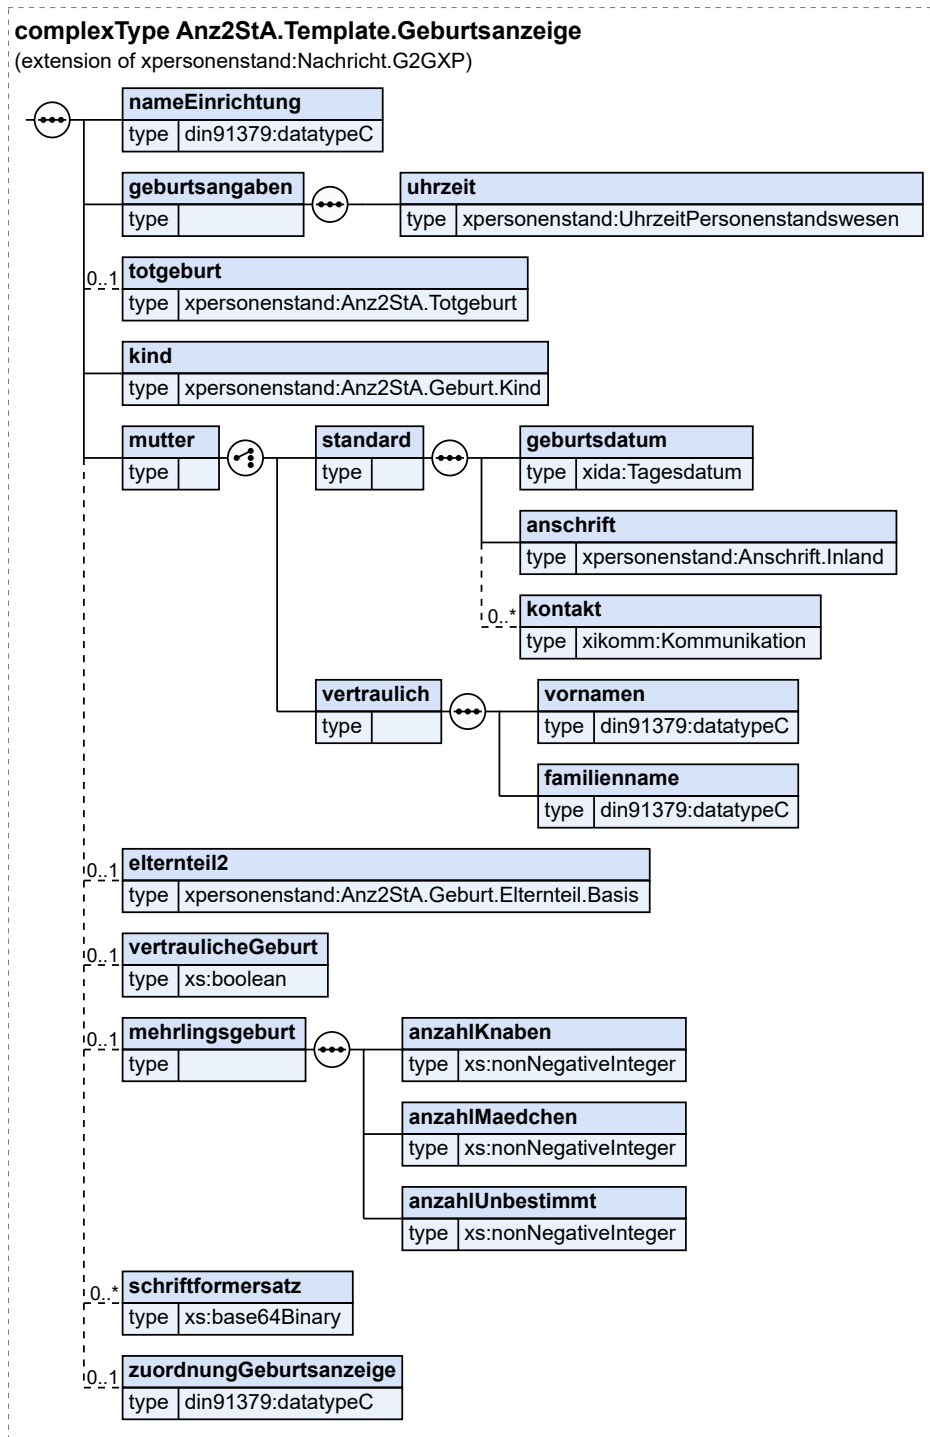 complexType Anz2StA.Template.Geburtsanzeige
(extension of xpersonenstand:Nachricht.G2GXP)
nameEinrichtung
type din91379:datatypeC
geburtsangaben
type
uhrzeit
type xpersonenstand:UhrzeitPersonenstandswesen
0..1
totgeburt
type xpersonenstand:Anz2StA.Totgeburt
kind
type xpersonenstand:Anz2StA.Geburt.Kind
mutter
type
standard
type
geburtsdatum
type xida:Tagesdatum
anschrift
type xpersonenstand:Anschrift.Inland
0..*
kontakt
type xikomm:Kommunikation
vertraulich
type
vornamen
type din91379:datatypeC
familienname
type din91379:datatypeC
0..1
elternteil2
type xpersonenstand:Anz2StA.Geburt.Elternteil.Basis
0..1
vertraulicheGeburt
type xs:boolean
0..1
mehrlingsgeburt
type
anzahlKnaben
type xs:nonNegativeInteger
anzahlMaedchen
type xs:nonNegativeInteger
anzahlUnbestimmt
type xs:nonNegativeInteger
0..*
schriftformersatz
type xs:base64Binary
0..1
zuordnungGeburtsanzeige
type din91379:datatypeC